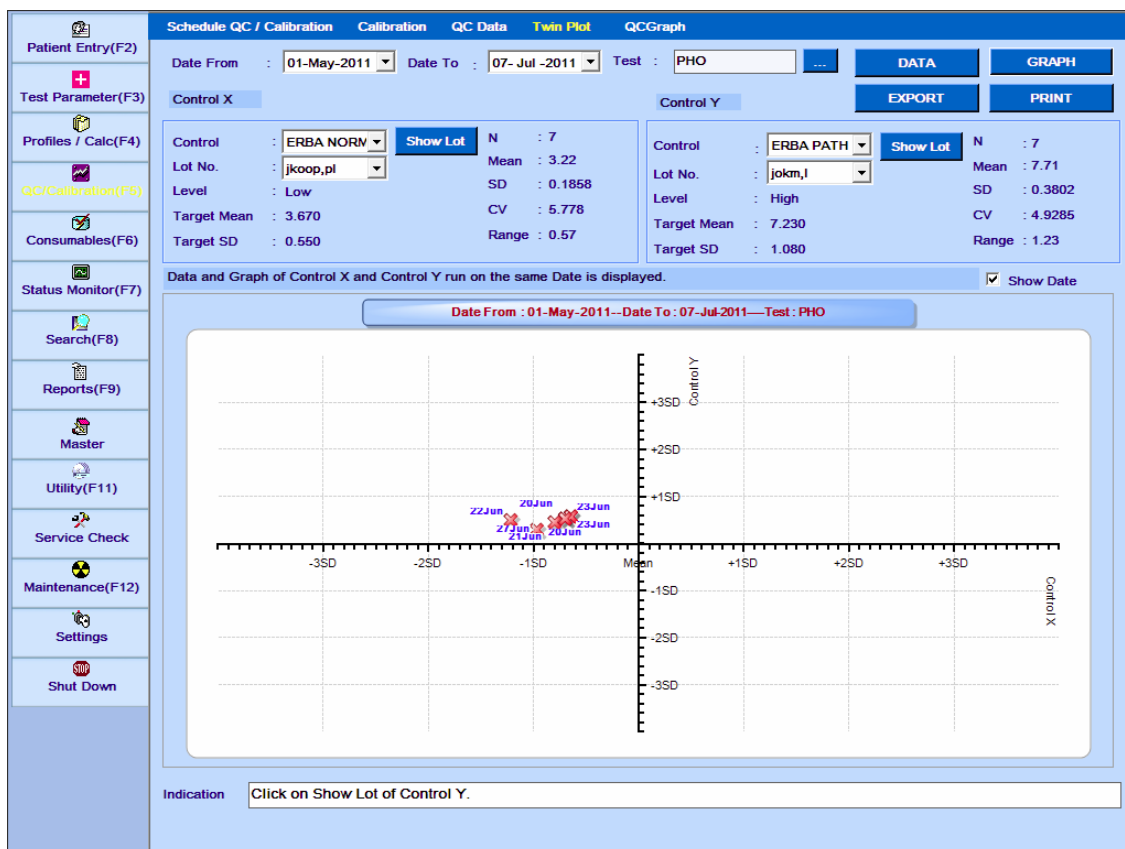 Schedule QC / Calibration Calibration QC Data Twin Plot QCGraph
Patient Entry(F2)
Test Parameter(F3)
Profiles / Calc(F4)
QC/Calibration(F5)
Consumables(F6)
Status Monitor(F7)
Search(F8)
Reports(F9)
Master
Utility(F11)
Service Check
Maintenance(F12)
Settings
STOP
Shut Down
Date From : 01-May-2011 Date To : 07- Jul -2011 Test : PHO ... DATA GRAPH
Control X Control Y EXPORT PRINT
Control : ERBA NORM Show Lot N : 7
Lot No. : jkoop,pl Mean : 3.22
Level : Low SD : 0.1858
Target Mean : 3.670 CV : 5.778
Target SD : 0.550 Range : 0.57
Control : ERBA PATH Show Lot N : 7
Lot No. : jokm,l Mean : 7.71
Level : High SD : 0.3802
Target Mean : 7.230 CV : 4.9285
Target SD : 1.080 Range : 1.23
Data and Graph of Control X and Control Y run on the same Date is displayed. Show Date
Date From : 01-May-2011--Date To : 07-Jul-2011----Test : PHO
Control Y
+3SD
+2SD
+1SD
22Jun 20Jun 23Jun
27Jun 23Jun
21Jun 20Jun
-3SD -2SD -1SD Mean +1SD +2SD +3SD
-1SD
-2SD
-3SD
Control X
Indication Click on Show Lot of Control Y.